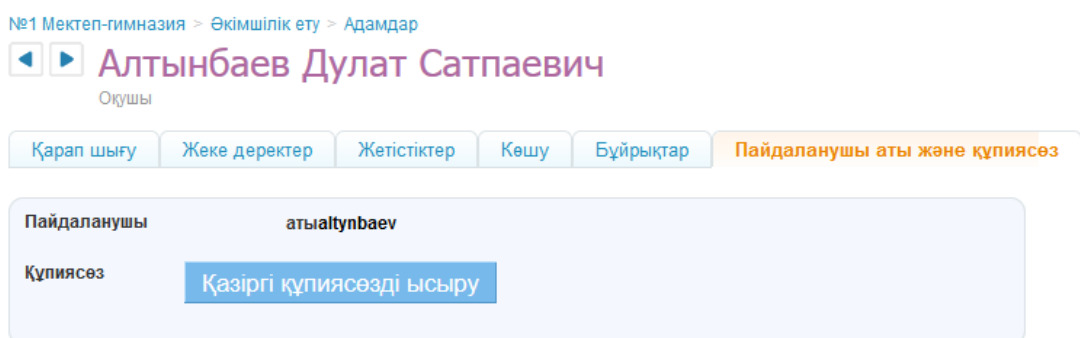 №1 Мектеп-гимназия > Әкімшілік ету > Адамдар
Алтынбаев Дулат Сатпаевич
Оқушы
Қарап шығу Жеке деректер Жетістіктер Көшу Бұйрықтар Пайдаланушы аты және құпиясөз
Пайдаланушы атыaltynbaev
Құпиясөз Қазіргі құпиясөзді ысыру